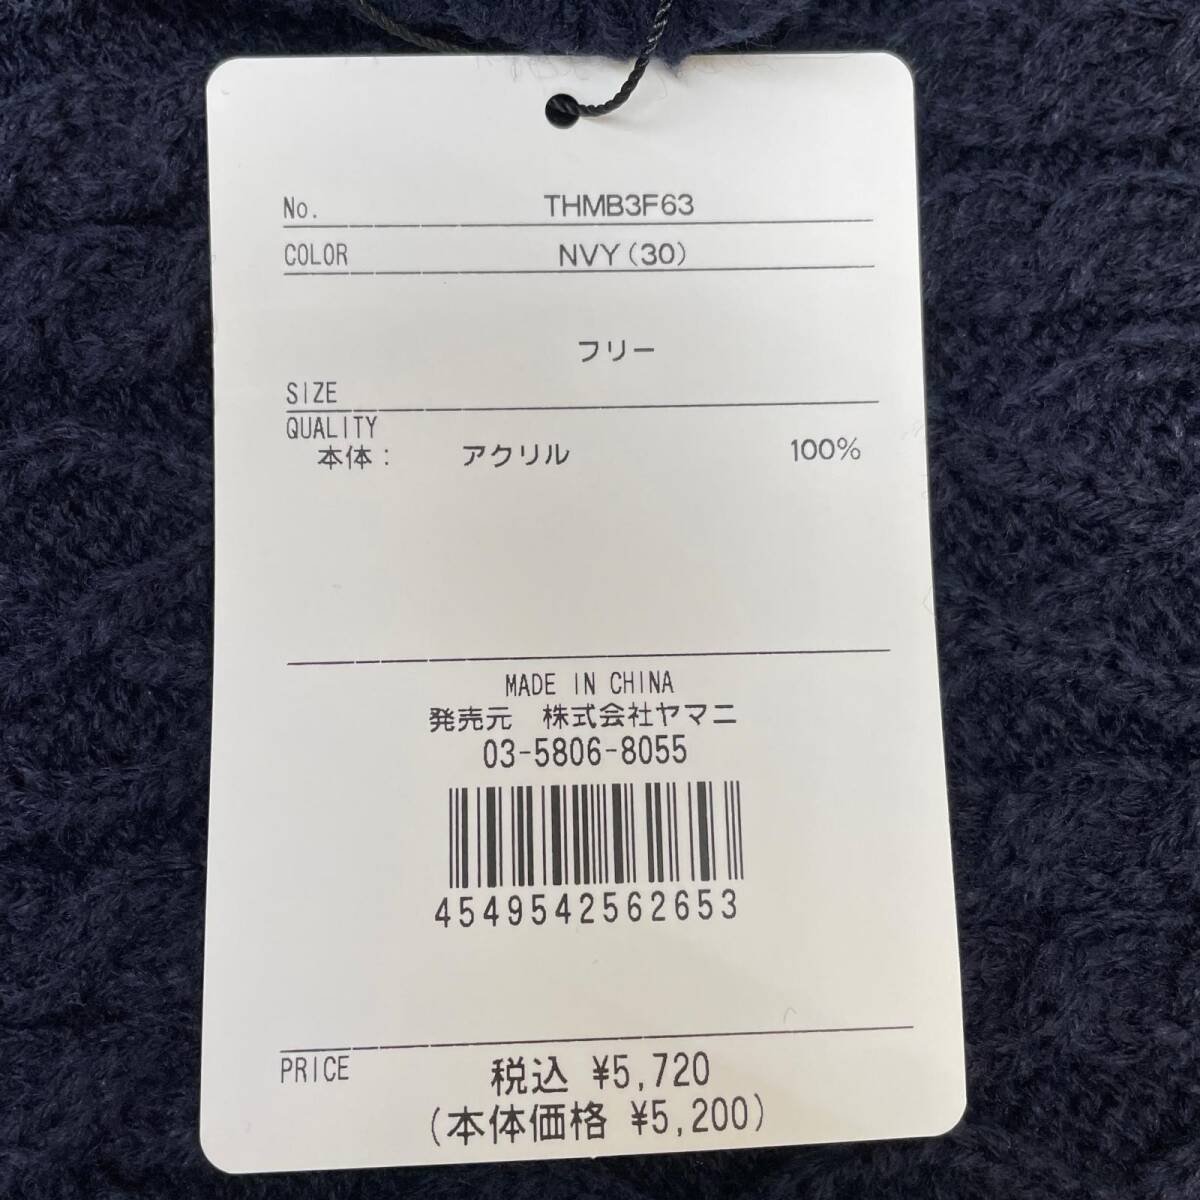 No. THMB3F63
COLOR NVY(30)
フリー
SIZE
QUALITY
本体: アクリル 100%
MADE IN CHINA
発売元 株式会社ヤマニ
03-5806-8055
4549542562653
PRICE 税込 ¥5,720
(本体価格 ¥5,200)